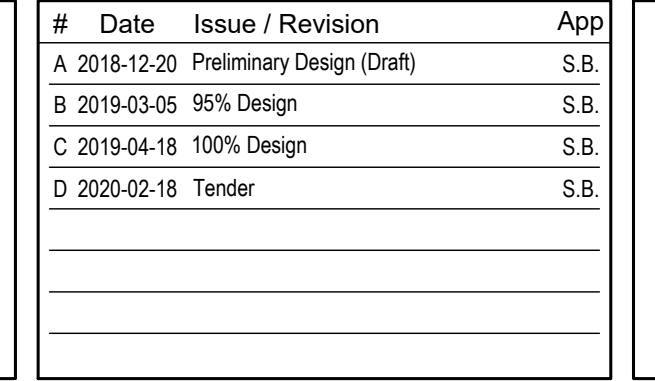 # Date Issue / Revision App
A 2018-12-20 Preliminary Design (Draft) S.B.
B 2019-03-05 95% Design S.B.
C 2019-04-18 100% Design S.B.
D 2020-02-18 Tender S.B.